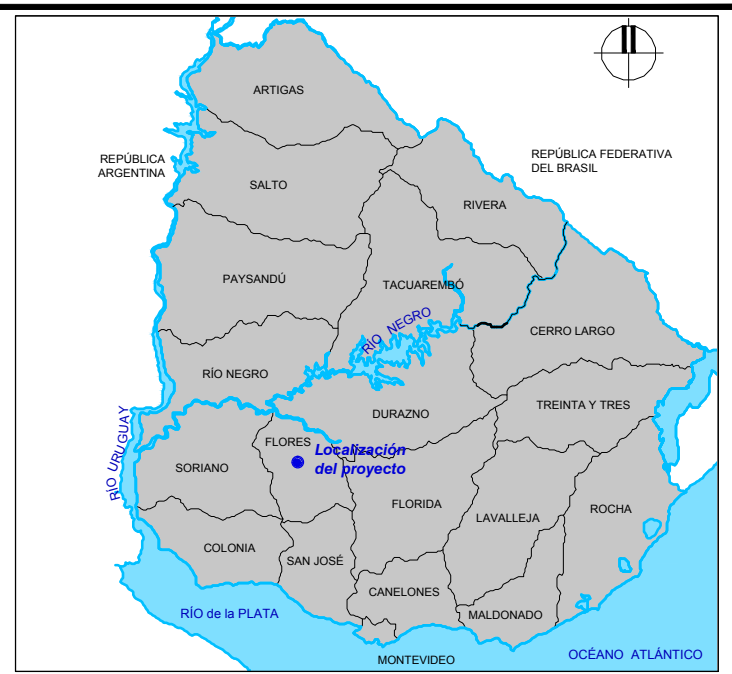 ARTIGAS
REPÚBLICA
ARGENTINA
REPÚBLICA FEDERATIVA
DEL BRASIL
SALTO
RIVERA
PAYSANDÚ
TACUAREMBÓ
RÍO NEGRO
CERRO LARGO
RÍO NEGRO
TREINTA Y TRES
DURAZNO
RÍO URUGUAY
FLORES
Localización
del proyecto
SORIANO
FLORIDA
LAVALLEJA
ROCHA
COLONIA
SAN JOSÉ
CANELONES
MALDONADO
RÍO de la PLATA
MONTEVIDEO
OCÉANO ATLÁNTICO